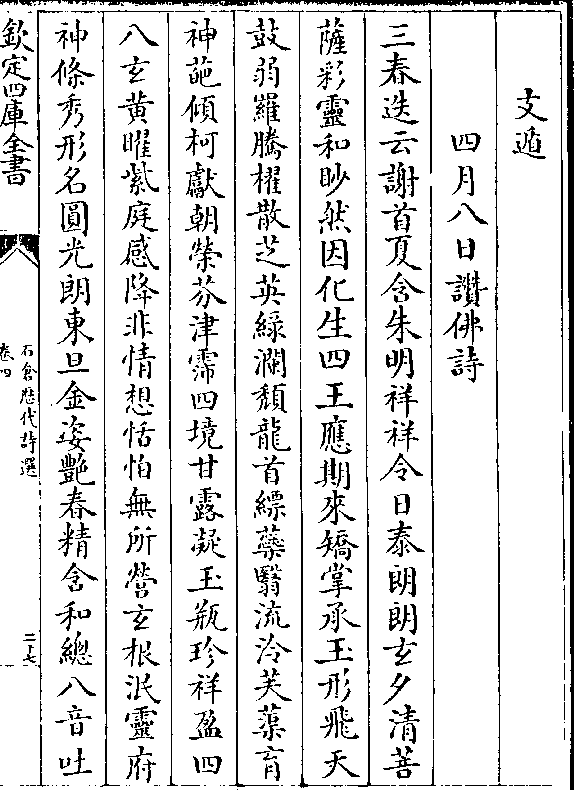 支遁
四月八日讚佛詩
三春迭云謝首夏含朱明祥祥令日泰朗朗玄夕清菩
薩彩靈和眇然因化生四王應期來矯掌承玉形飛天
鼓弱羅騰櫂散芝英緑瀾頽龍首縹蘂翳流泠芙蕖育
神葩傾柯獻朝榮芬津霈四境甘露凝玉瓶珍祥盈四
八玄黄曜紫庭感降非情想恬怕無所營玄根泯靈府
神條秀形名圓光朗東旦金姿艷春精含和總八音吐
欽定四庫全書
石倉歴代詩選
卷四
二十七